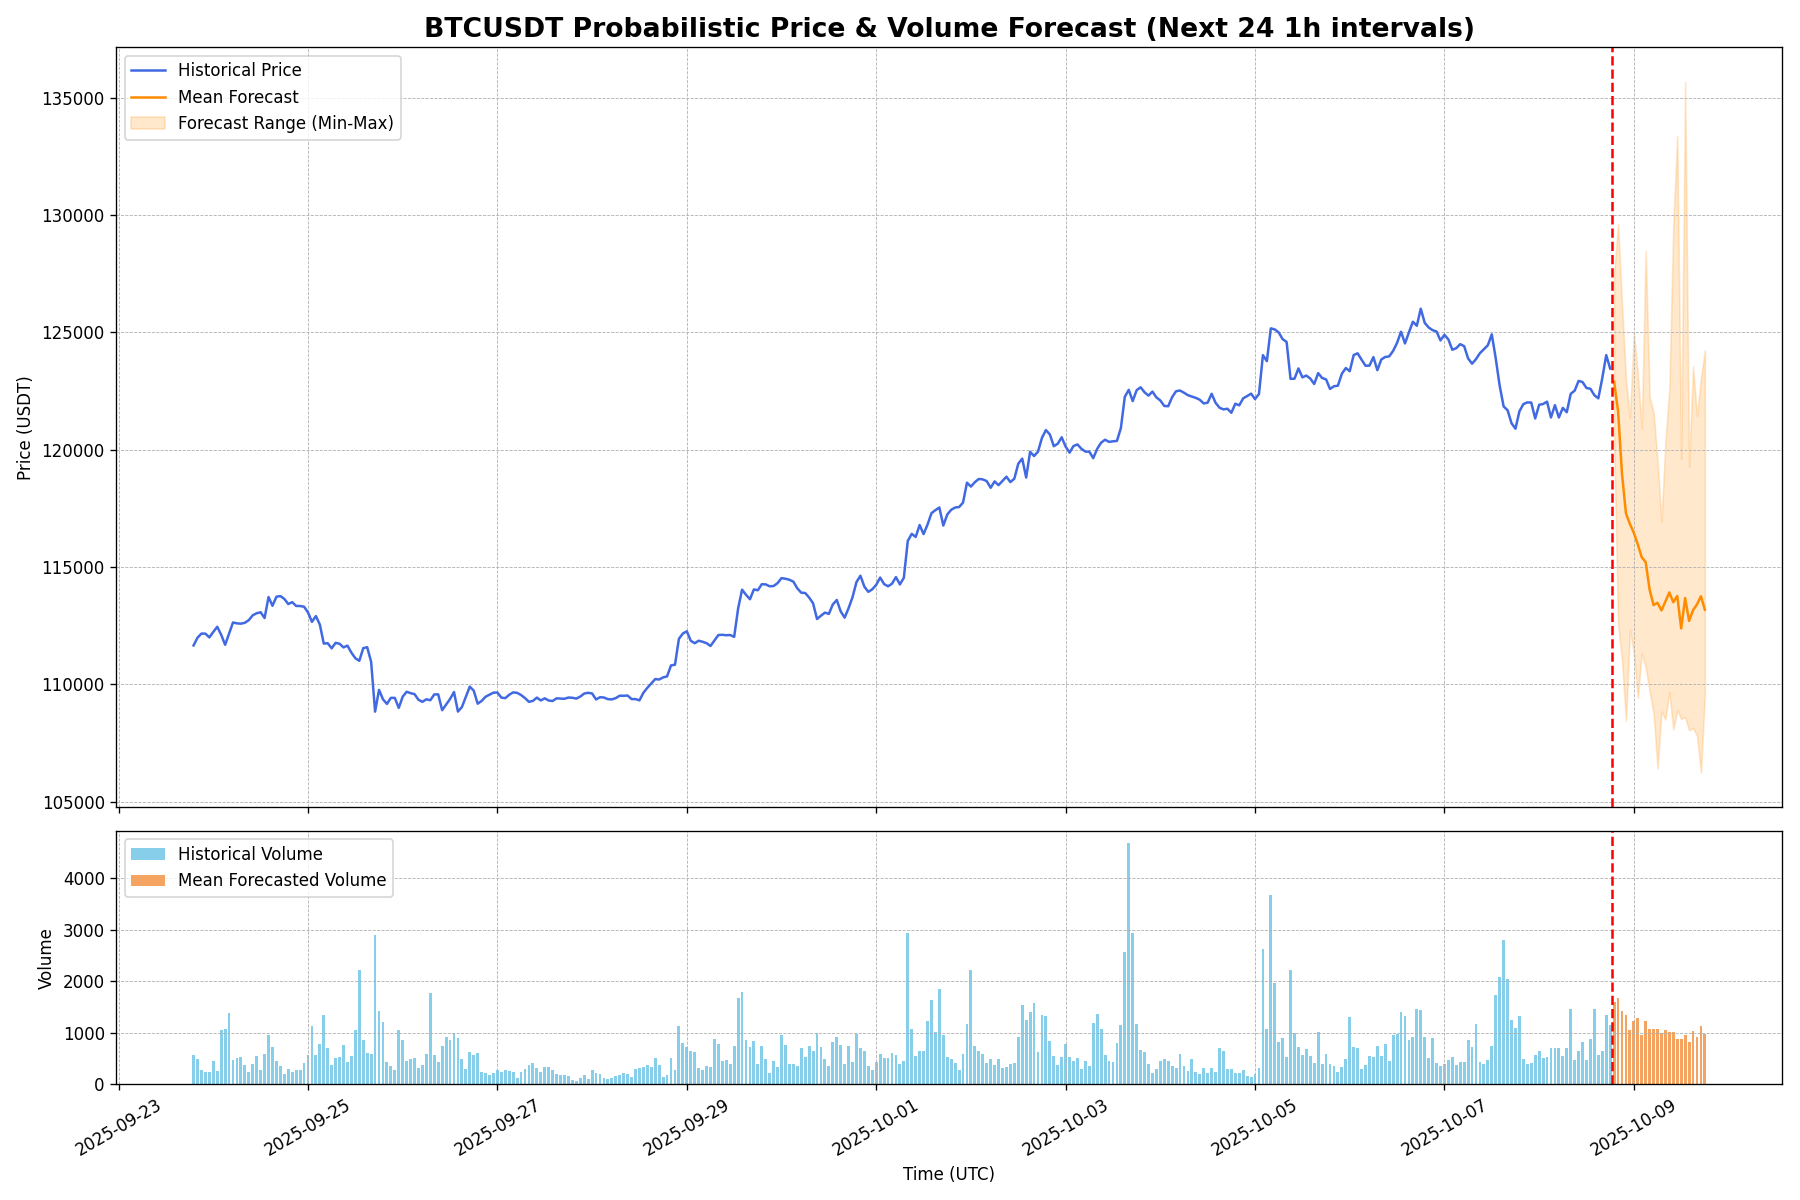 BTCUSDT Probabilistic Price & Volume Forecast (Next 24 1h intervals)
Historical Price
Mean Forecast
Forecast Range (Min-Max)
135000
130000
125000
120000
115000
110000
105000
Price (USDT)
Historical Volume
Mean Forecasted Volume
4000
3000
2000
1000
0
Volume
2025-09-23
2025-09-25
2025-09-27
2025-09-29
2025-10-01
2025-10-03
2025-10-05
2025-10-07
2025-10-09
Time (UTC)